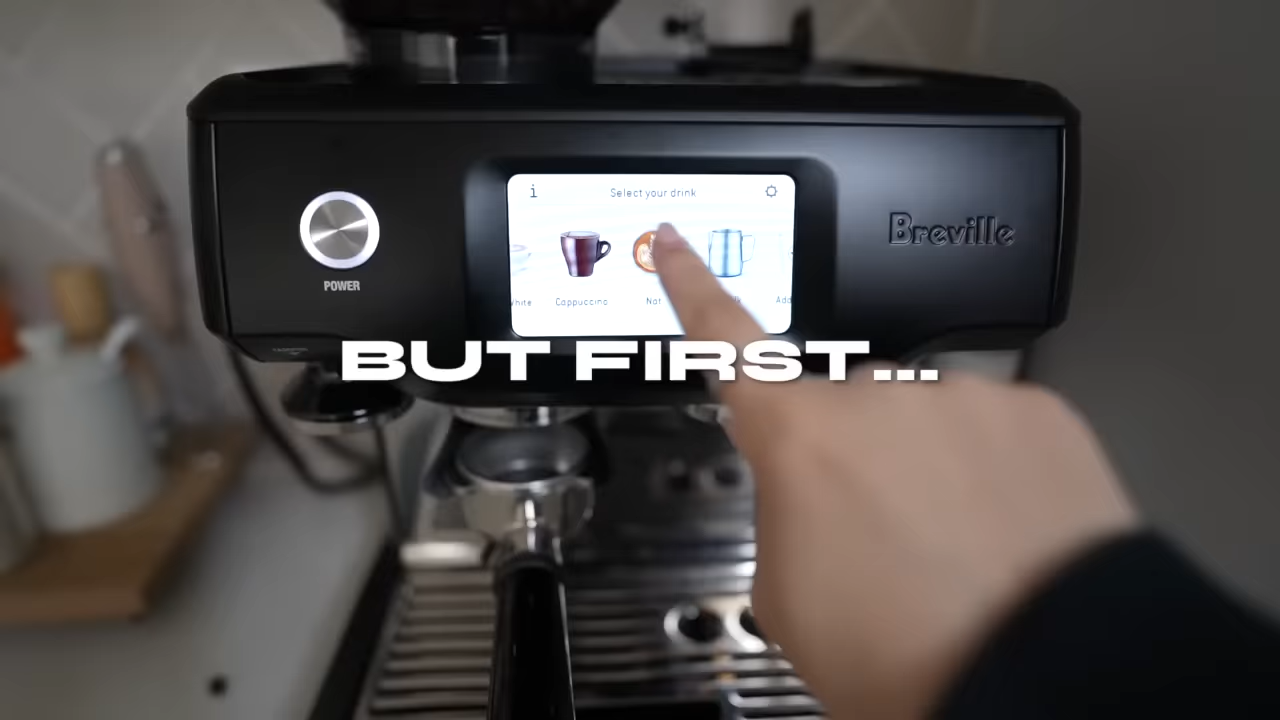 i
Select your drink
Cappuccino
Breville
POWER
BUT FIRST...